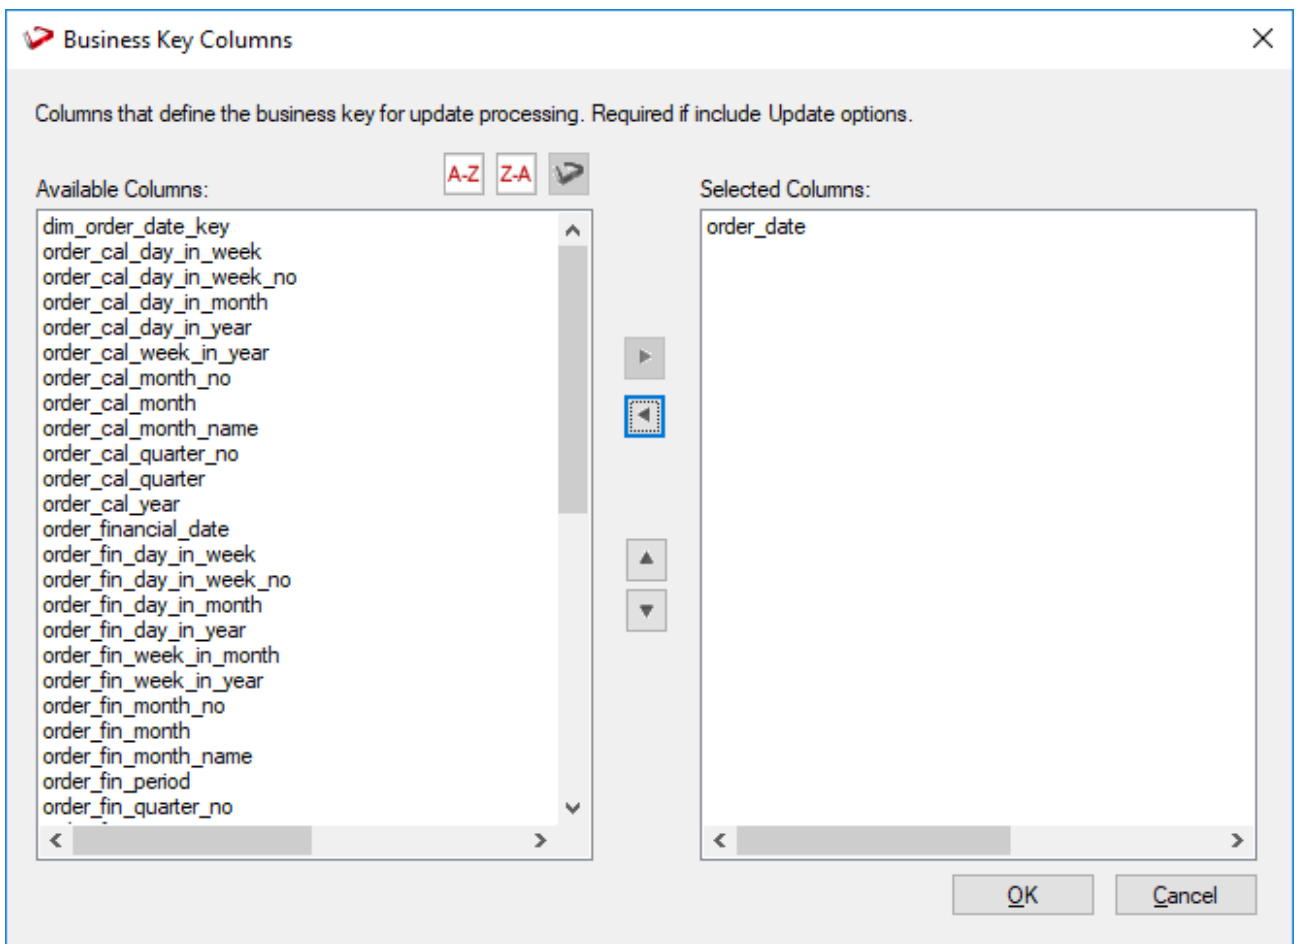 Business Key Columns
Columns that define the business key for update processing. Required if include Update options.
A-Z Z-A
Available Columns:
dim_order_date_key
order_cal_day_in_week
order_cal_day_in_week_no
order_cal_day_in_month
order_cal_day_in_year
order_cal_week_in_year
order_cal_month_no
order_cal_month
order_cal_month_name
order_cal_quarter_no
order_cal_quarter
order_cal_year
order_financial_date
order_fin_day_in_week
order_fin_day_in_week_no
order_fin_day_in_month
order_fin_day_in_year
order_fin_week_in_month
order_fin_week_in_year
order_fin_month_no
order_fin_month
order_fin_month_name
order_fin_period
order_fin_quarter_no
Selected Columns:
order_date
OK Cancel